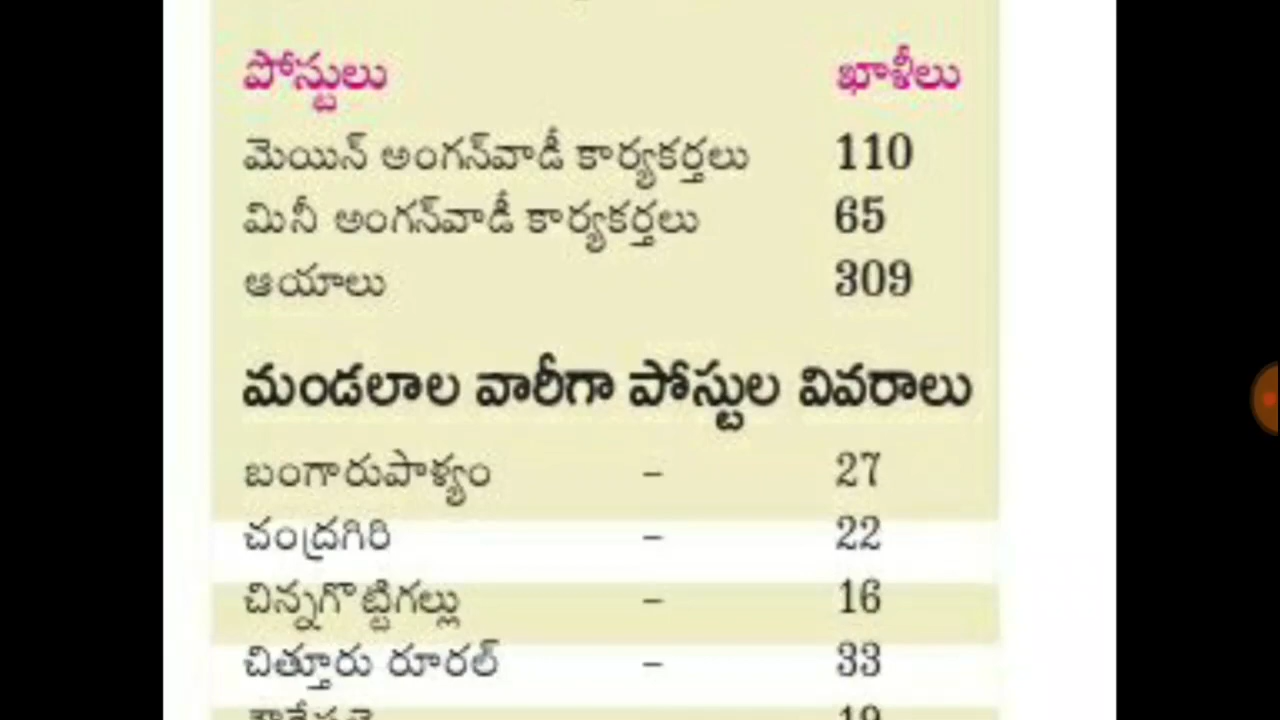 పోస్టులు ఖాళీలు
మెయిన్ అంగన్‌వాడీ కార్యకర్తలు 110
మినీ అంగన్‌వాడీ కార్యకర్తలు 65
ఆయాలు 309
మండలాల వారీగా పోస్టుల వివరాలు
బంగారుపాళ్యం – 27
చంద్రగిరి – 22
చిన్నగొట్టిగల్లు – 16
చిత్తూరు రూరల్ – 33